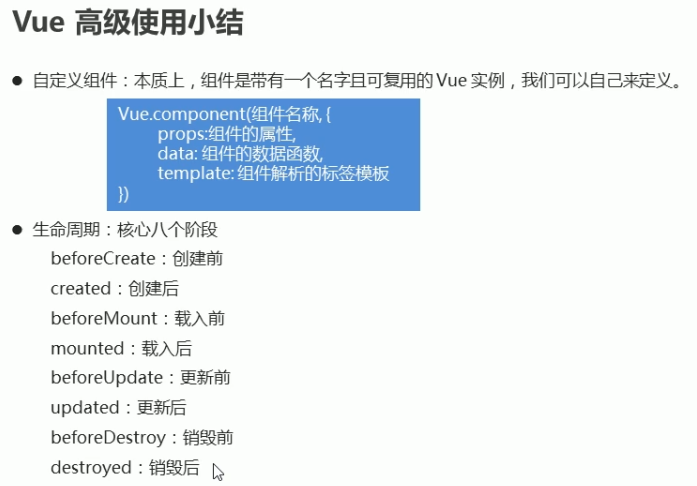 Vue 高级使用小结
● 自定义组件：本质上，组件是带有一个名字且可复用的 Vue 实例，我们可以自己来定义。
Vue.component(组件名称, {
props:组件的属性,
data: 组件的数据函数,
template: 组件解析的标签模板
})
● 生命周期：核心八个阶段
beforeCreate：创建前
created：创建后
beforeMount：载入前
mounted：载入后
beforeUpdate：更新前
updated：更新后
beforeDestroy：销毁前
destroyed：销毁后